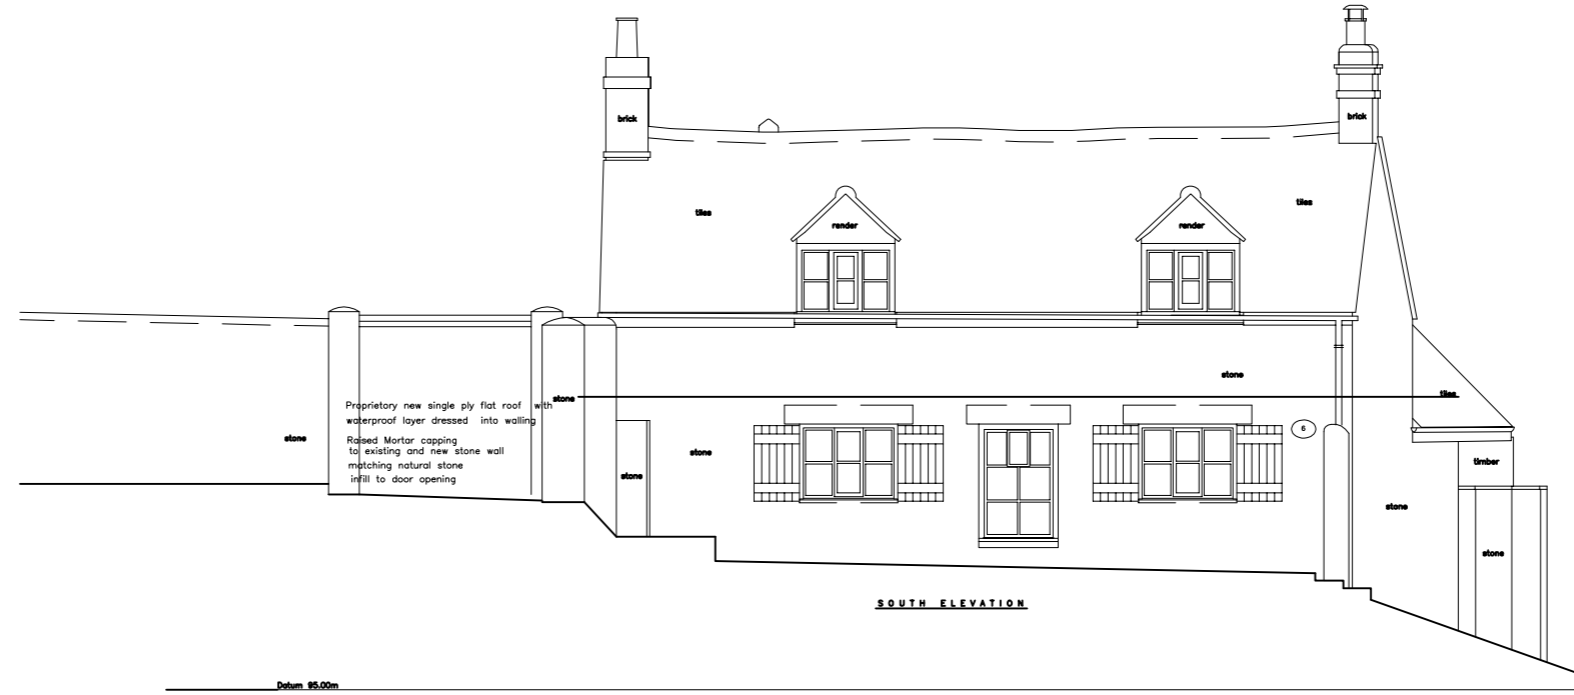 brick
brick
tiles
tiles
render
render
stone
tiles
stone
Proprietary new single ply flat roof with
waterproof layer dressed into walling
Raised Mortar capping
to existing and new stone wall
matching natural stone
infill to door opening
6
stone
stone
timber
stone
stone
stone
SOUTH ELEVATION
Datum 95.00m